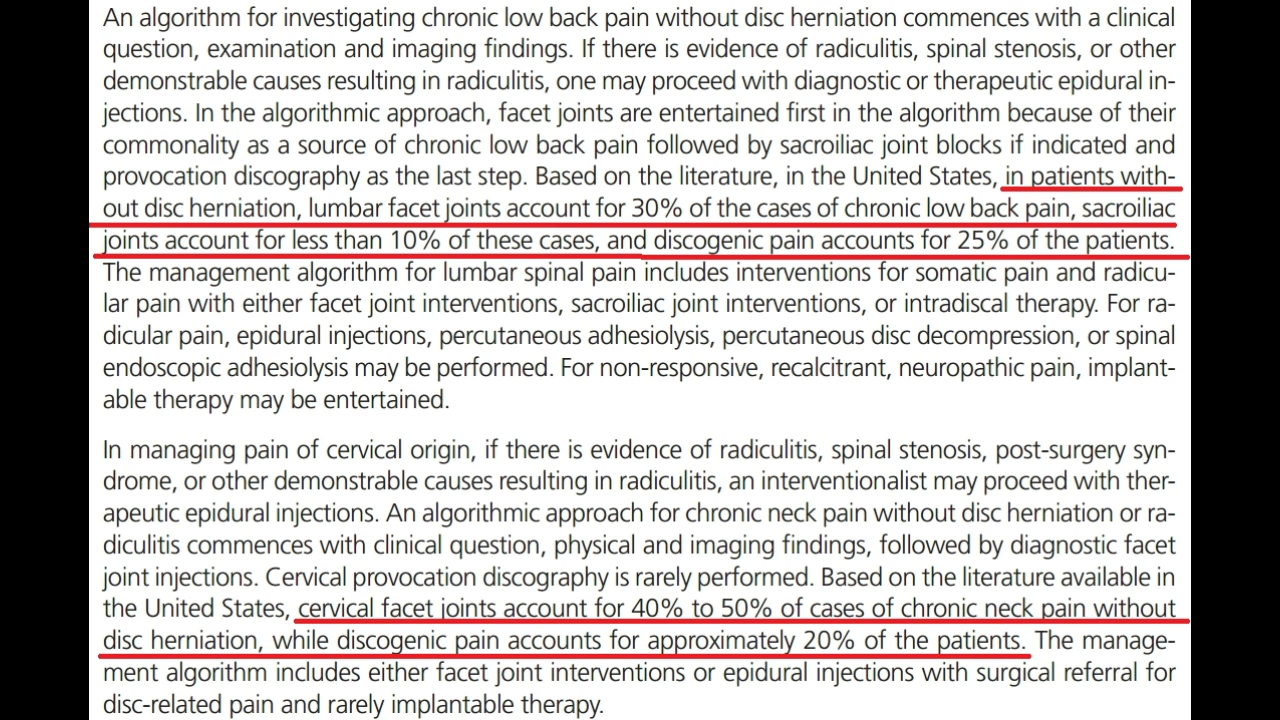 An algorithm for investigating chronic low back pain without disc herniation commences with a clinical
question, examination and imaging findings. If there is evidence of radiculitis, spinal stenosis, or other
demonstrable causes resulting in radiculitis, one may proceed with diagnostic or therapeutic epidural in-
jections. In the algorithmic approach, facet joints are entertained first in the algorithm because of their
commonality as a source of chronic low back pain followed by sacroiliac joint blocks if indicated and
provocation discography as the last step. Based on the literature, in the United States, in patients with-
out disc herniation, lumbar facet joints account for 30% of the cases of chronic low back pain, sacroiliac
joints account for less than 10% of these cases, and discogenic pain accounts for 25% of the patients.
The management algorithm for lumbar spinal pain includes interventions for somatic pain and radicu-
lar pain with either facet joint interventions, sacroiliac joint interventions, or intradiscal therapy. For ra-
dicular pain, epidural injections, percutaneous adhesiolysis, percutaneous disc decompression, or spinal
endoscopic adhesiolysis may be performed. For non-responsive, recalcitrant, neuropathic pain, implant-
able therapy may be entertained.
In managing pain of cervical origin, if there is evidence of radiculitis, spinal stenosis, post-surgery syn-
drome, or other demonstrable causes resulting in radiculitis, an interventionalist may proceed with ther-
apeutic epidural injections. An algorithmic approach for chronic neck pain without disc herniation or ra-
diculitis commences with clinical question, physical and imaging findings, followed by diagnostic facet
joint injections. Cervical provocation discography is rarely performed. Based on the literature available in
the United States, cervical facet joints account for 40% to 50% of cases of chronic neck pain without
disc herniation, while discogenic pain accounts for approximately 20% of the patients. The manage-
ment algorithm includes either facet joint interventions or epidural injections with surgical referral for
disc-related pain and rarely implantable therapy.